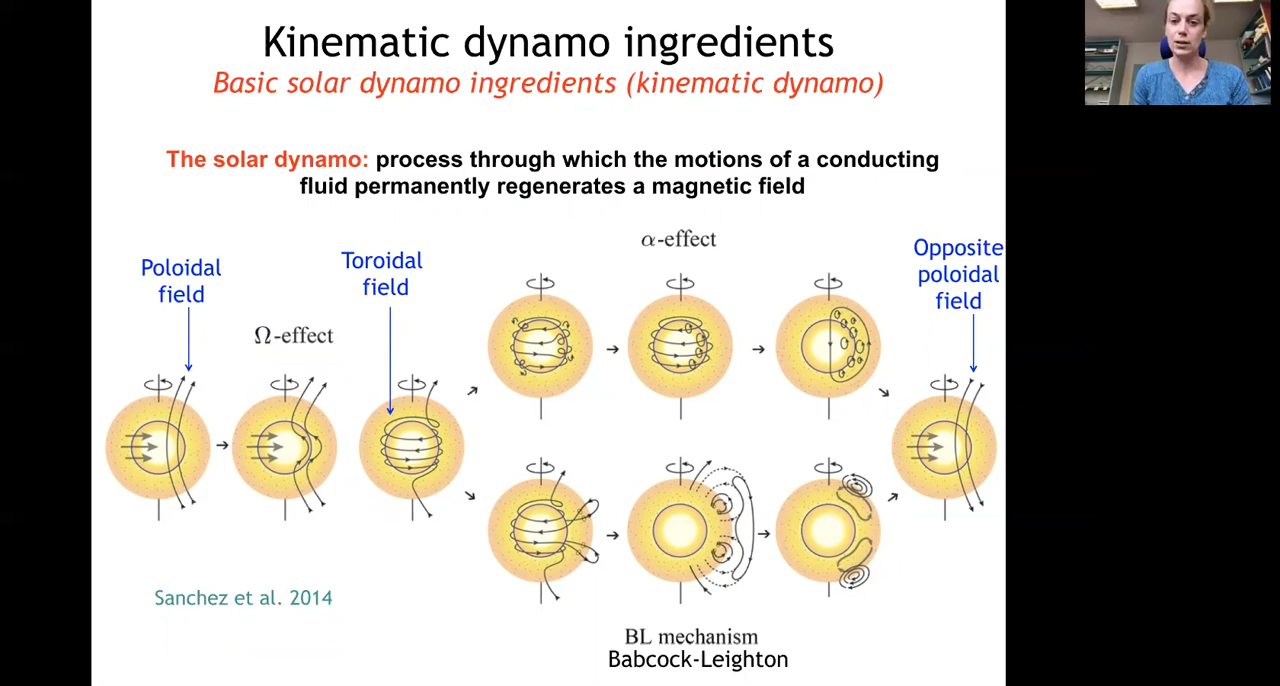 Kinematic dynamo ingredients
Basic solar dynamo ingredients (kinematic dynamo)
The solar dynamo: process through which the motions of a conducting
fluid permanently regenerates a magnetic field
α-effect
Poloidal
field
Toroidal
field
Opposite
poloidal
field
Ω-effect
Sanchez et al. 2014
BL mechanism
Babcock-Leighton